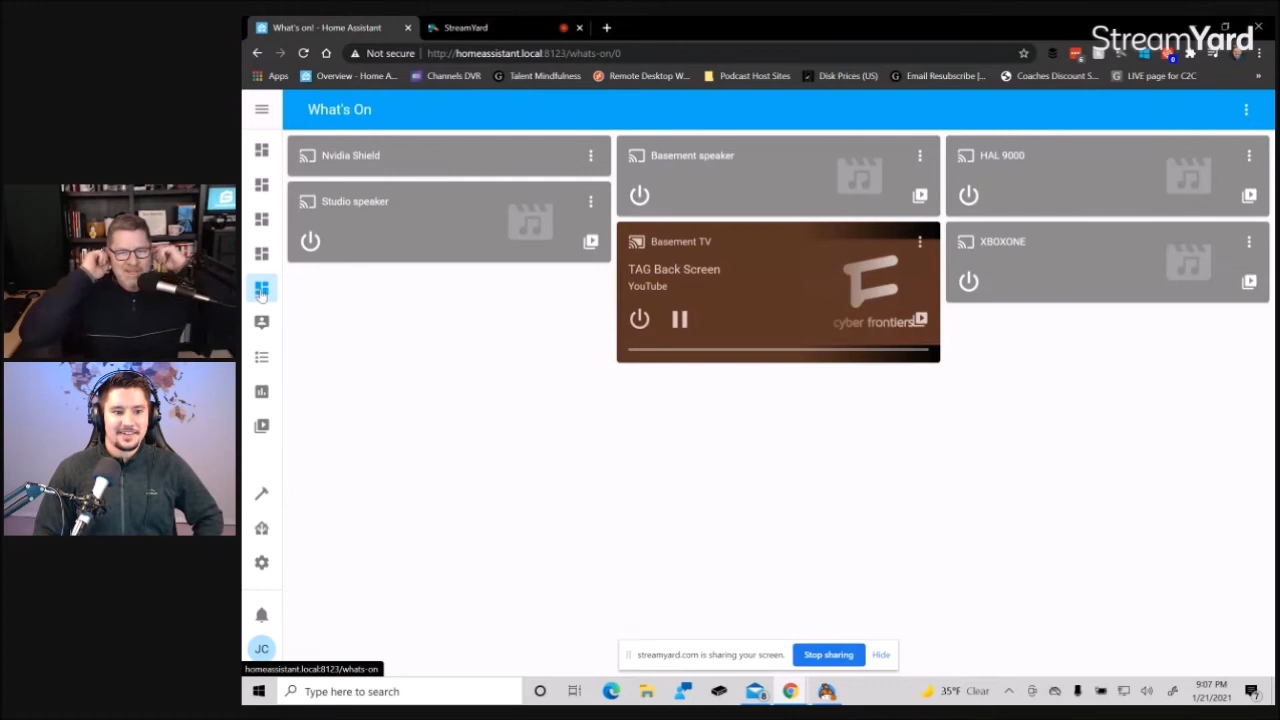 What's on! - Home Assistant
StreamYard
StreamYard
Not secure
http://homeassistant.local:8123/whats-on/0
Apps
Overview - Home A...
Channels DVR
Talent Mindfulness
Remote Desktop W...
Podcast Host Sites
Disk Prices (US)
Email Resubscribe |...
Coaches Discount S...
LIVE page for C2C
»
What's On
Nvidia Shield
Basement speaker
HAL 9000
Studio speaker
Basement TV
XBOXONE
TAG Back Screen
YouTube
cyber frontiers
JC
streamyard.com is sharing your screen.
Stop sharing
Hide
homeassistant.local:8123/whats-on
Type here to search
8
35°F Clear
9:07 PM
1/21/2021
7